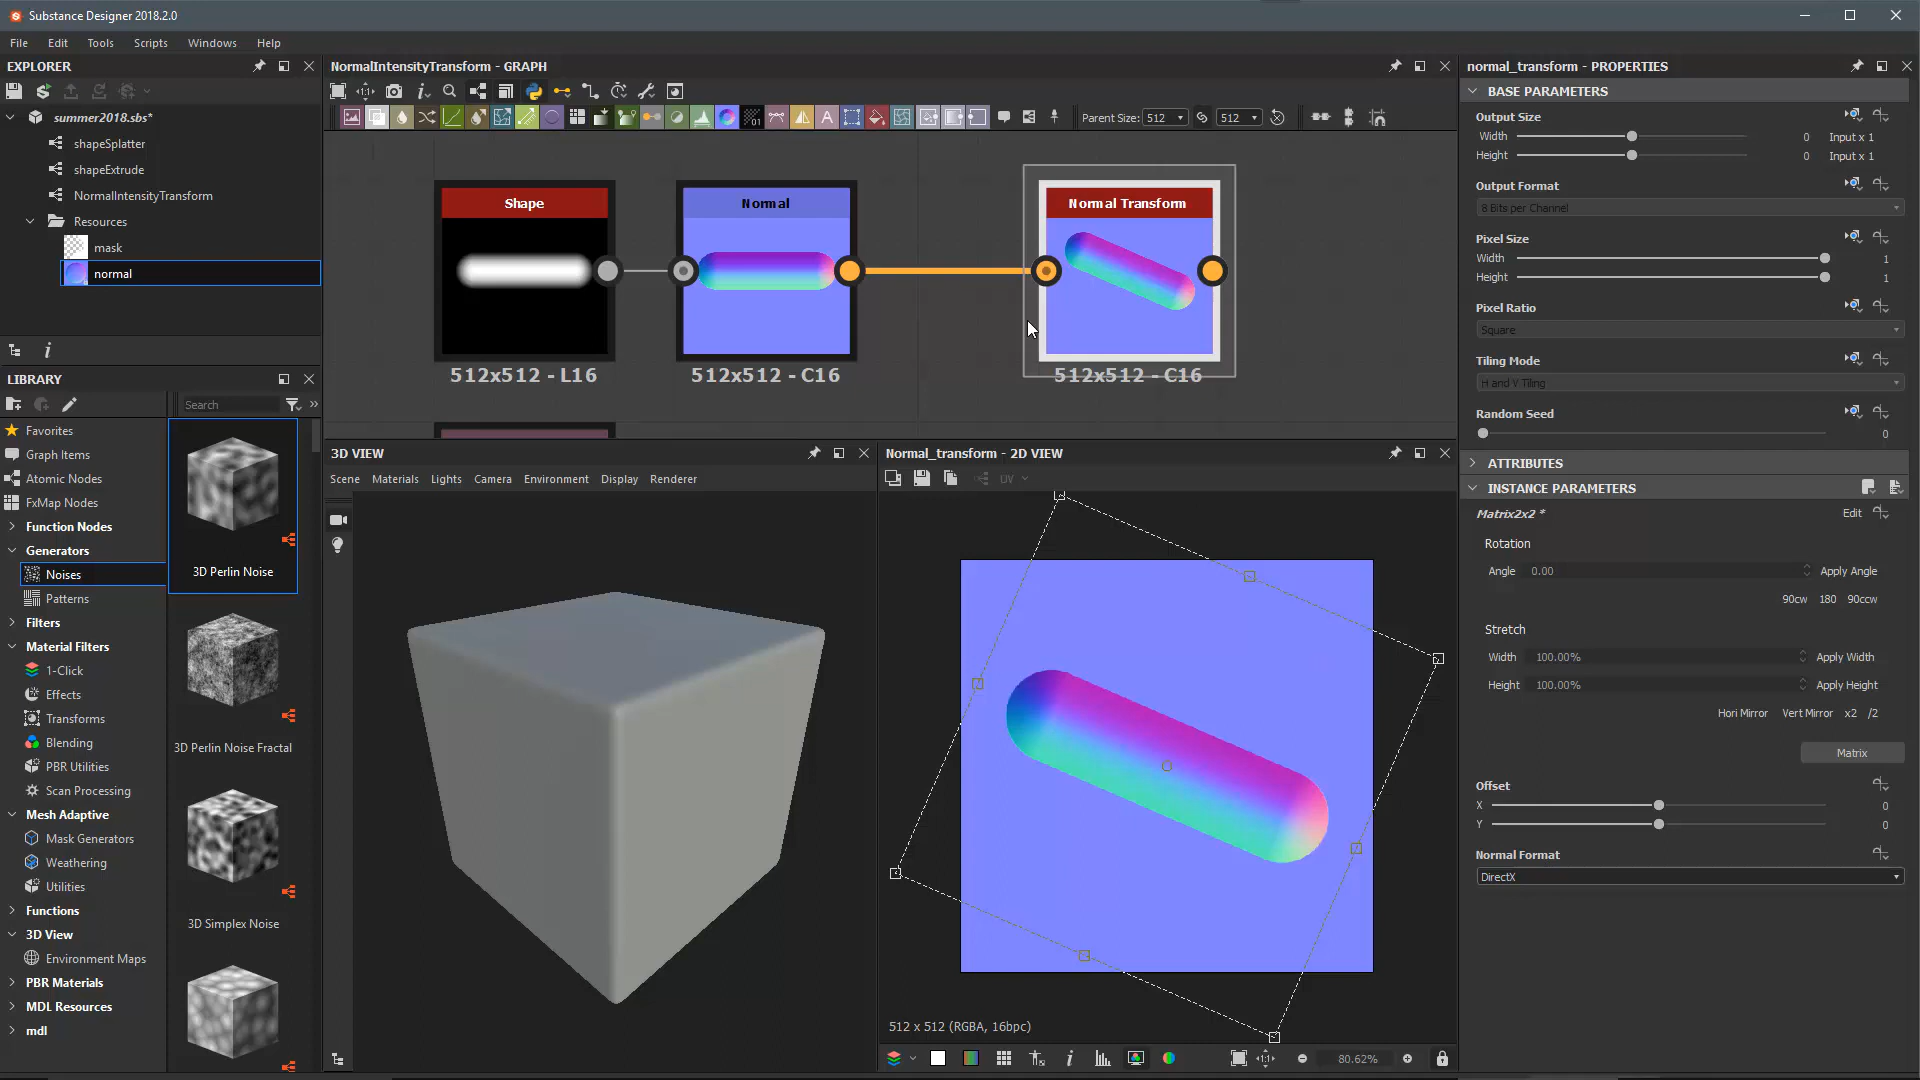 Substance Designer 2018.2.0
File Edit Tools Scripts Windows Help
EXPLORER
summer2018.sbs*
shapeSplatter
shapeExtrude
NormalIntensityTransform
Resources
mask
normal
LIBRARY
Search
Favorites
Graph Items
Atomic Nodes
FxMap Nodes
Function Nodes
Generators
Noises
Patterns
Filters
Material Filters
1-Click
Effects
Transforms
Blending
PBR Utilities
Scan Processing
Mesh Adaptive
Mask Generators
Weathering
Utilities
Functions
3D View
Environment Maps
PBR Materials
MDL Resources
mdl
3D Perlin Noise
3D Perlin Noise Fractal
3D Simplex Noise
NormalIntensityTransform - GRAPH
Parent Size: 512 512
Shape
512x512 - L16
Normal
512x512 - C16
Normal Transform
512x512 - C16
3D VIEW
Scene Materials Lights Camera Environment Display Renderer
Normal_transform - 2D VIEW
UV
512 x 512 (RGBA, 16bpc)
1:1
80.62%
normal_transform - PROPERTIES
BASE PARAMETERS
Output Size
Width 0 Input x 1
Height 0 Input x 1
Output Format
8 Bits per Channel
Pixel Size
Width 1
Height 1
Pixel Ratio
Square
Tiling Mode
H and V Tiling
Random Seed
0
ATTRIBUTES
INSTANCE PARAMETERS
Matrix2x2 * Edit
Rotation
Angle 0.00 Apply Angle
90cw 180 90ccw
Stretch
Width 100.00% Apply Width
Height 100.00% Apply Height
Hori Mirror Vert Mirror x2 /2
Matrix
Offset
X 0
Y 0
Normal Format
DirectX